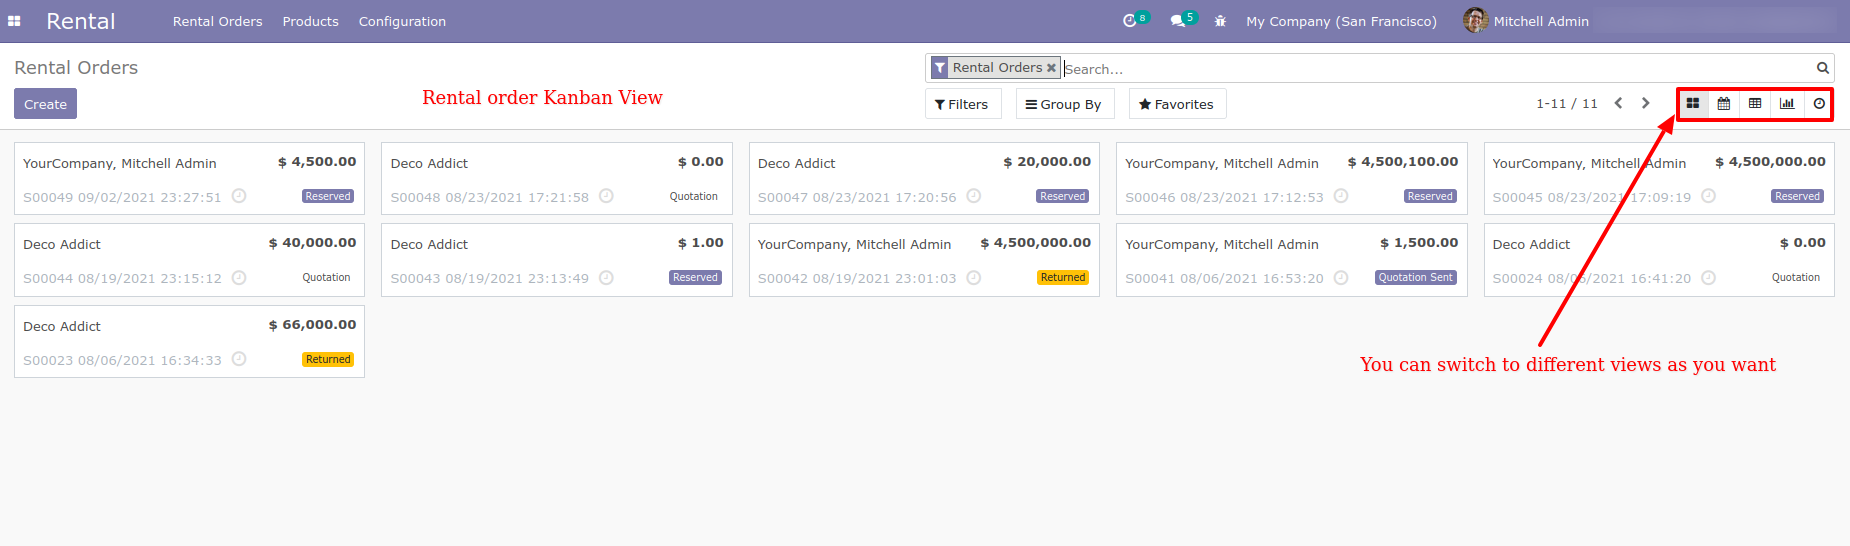 Rental Rental Orders Products Configuration 8 5 My Company (San Francisco) Mitchell Admin
Rental Orders
Rental Orders ✖ Search...
Create
Rental order Kanban View
Filters Group By Favorites 1-11 / 11
YourCompany, Mitchell Admin $ 4,500.00
S00049 09/02/2021 23:27:51 Reserved
Deco Addict $ 0.00
S00048 08/23/2021 17:21:58 Quotation
Deco Addict $ 20,000.00
S00047 08/23/2021 17:20:56 Reserved
YourCompany, Mitchell Admin $ 4,500,100.00
S00046 08/23/2021 17:12:53 Reserved
YourCompany, Mitchell Admin $ 4,500,000.00
S00045 08/23/2021 17:09:19 Reserved
Deco Addict $ 40,000.00
S00044 08/19/2021 23:15:12 Quotation
Deco Addict $ 1.00
S00043 08/19/2021 23:13:49 Reserved
YourCompany, Mitchell Admin $ 4,500,000.00
S00042 08/19/2021 23:01:03 Returned
YourCompany, Mitchell Admin $ 1,500.00
S00041 08/06/2021 16:53:20 Quotation Sent
Deco Addict $ 0.00
S00024 08/06/2021 16:41:20 Quotation
Deco Addict $ 66,000.00
S00023 08/06/2021 16:34:33 Returned
You can switch to different views as you want